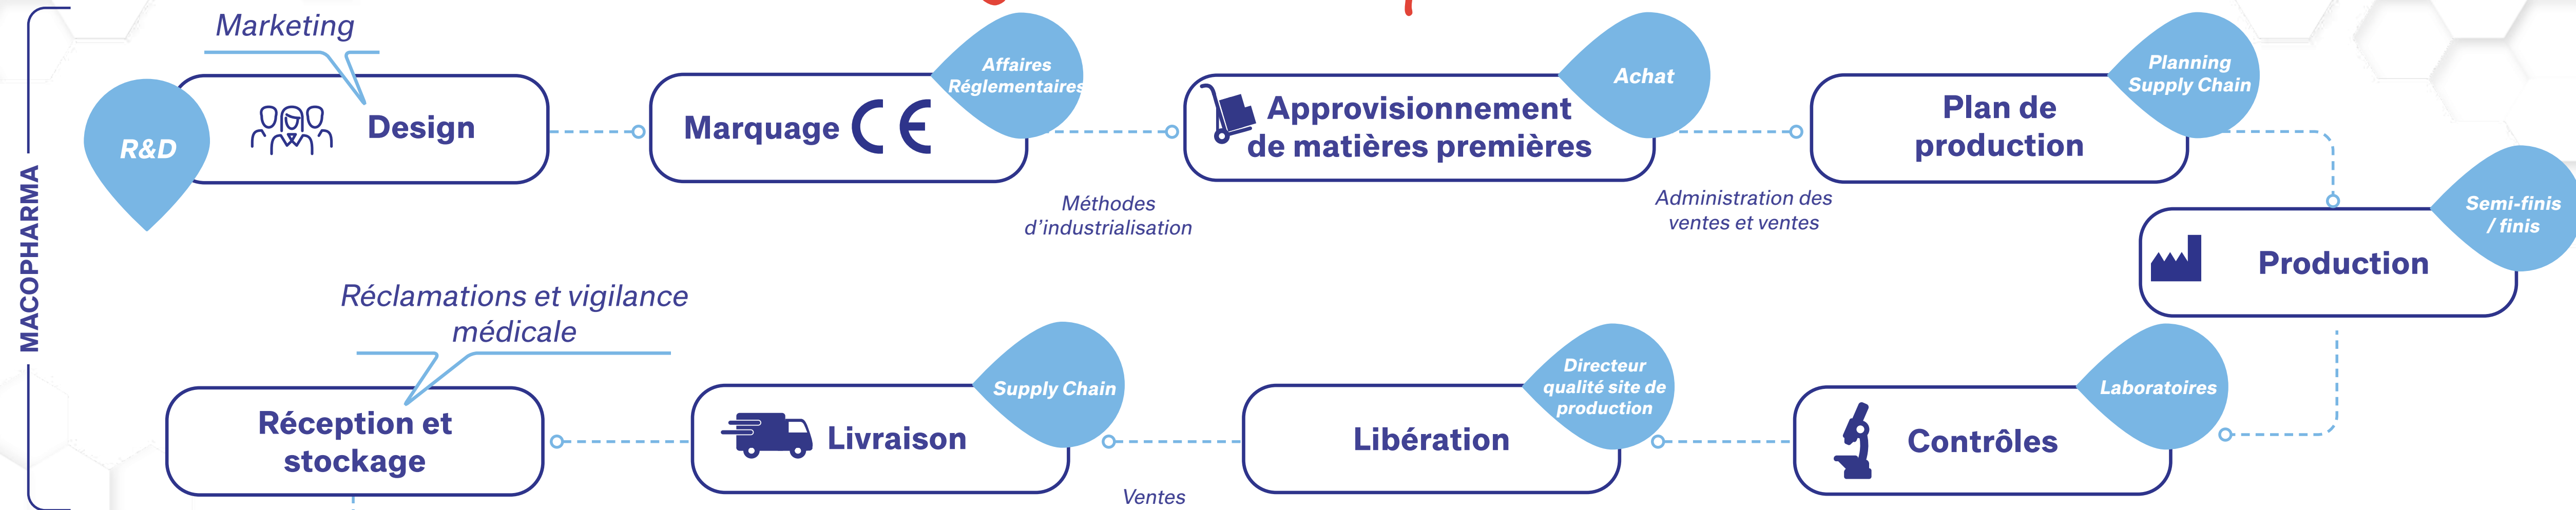 MACOPHARMA
Marketing
R&D
Design
Marquage CE
Affaires
Réglementaires
Méthodes
d'industrialisation
Approvisionnement
de matières premières
Achat
Administration des
ventes et ventes
Plan de
production
Planning
Supply Chain
Production
Semi-finis
/ finis
Contrôles
Laboratoires
Libération
Directeur
qualité site de
production
Ventes
Livraison
Supply Chain
Réclamations et vigilance
médicale
Réception et
stockage